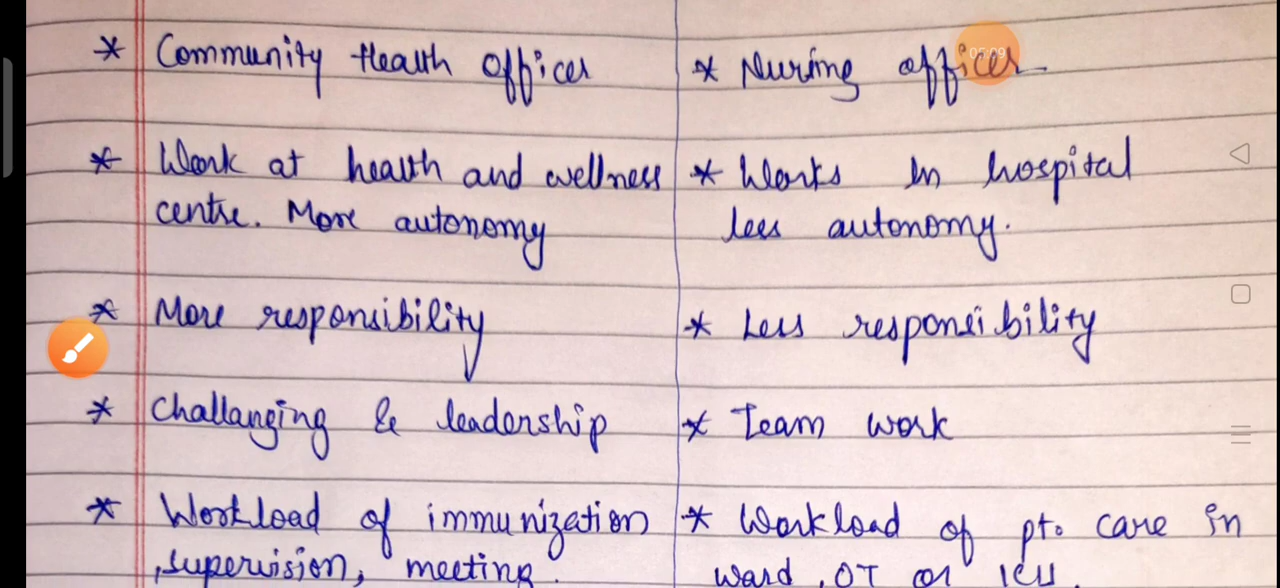 * Community Health Officer
* Nursing officer
* Work at health and wellness
centre. More autonomy
* Works in hospital
less autonomy.
* More responsibility
* Less responsibility
* Challanging & leadership
* Team work
* Workload of immunization
, supervision, meeting.
* Workload of pt. care in
ward, OT or ICU.
05:09